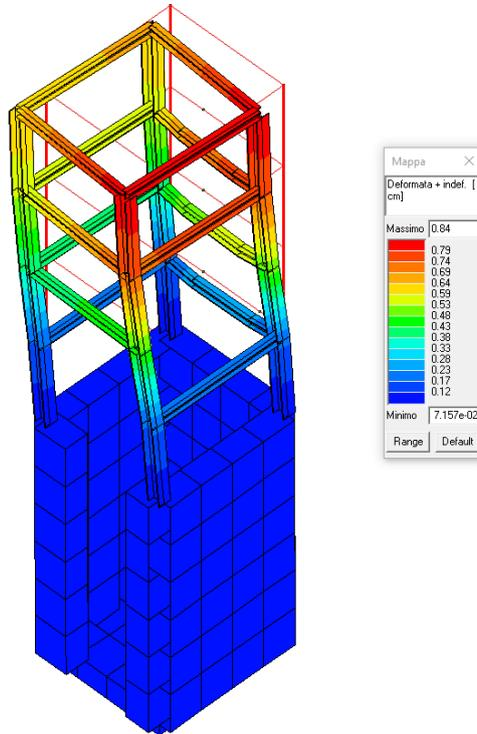 Mappa
Deformata + indef. [
cm]
Massimo 0.84
0.79
0.74
0.69
0.64
0.59
0.53
0.48
0.43
0.38
0.33
0.28
0.23
0.17
0.12
Minimo 7.157e-02
Range Default